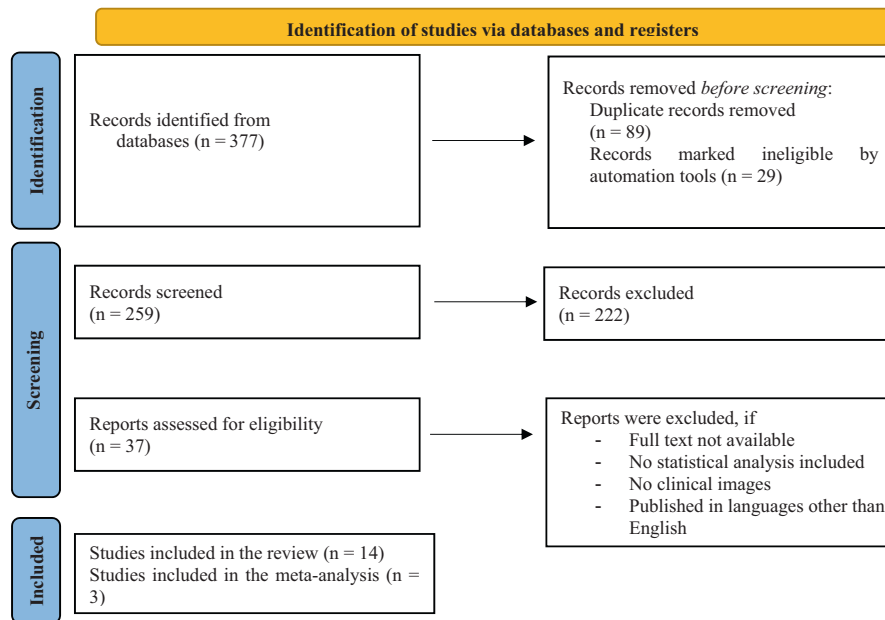 Identification of studies via databases and registers
Identification
Records identified from
databases (n = 377)
Records removed before screening:
Duplicate records removed
(n = 89)
Records marked ineligible by
automation tools (n = 29)
Screening
Records screened
(n = 259)
Records excluded
(n = 222)
Reports assessed for eligibility
(n = 37)
Reports were excluded, if
- Full text not available
- No statistical analysis included
- No clinical images
- Published in languages other than
English
Included
Studies included in the review (n = 14)
Studies included in the meta-analysis (n =
3)